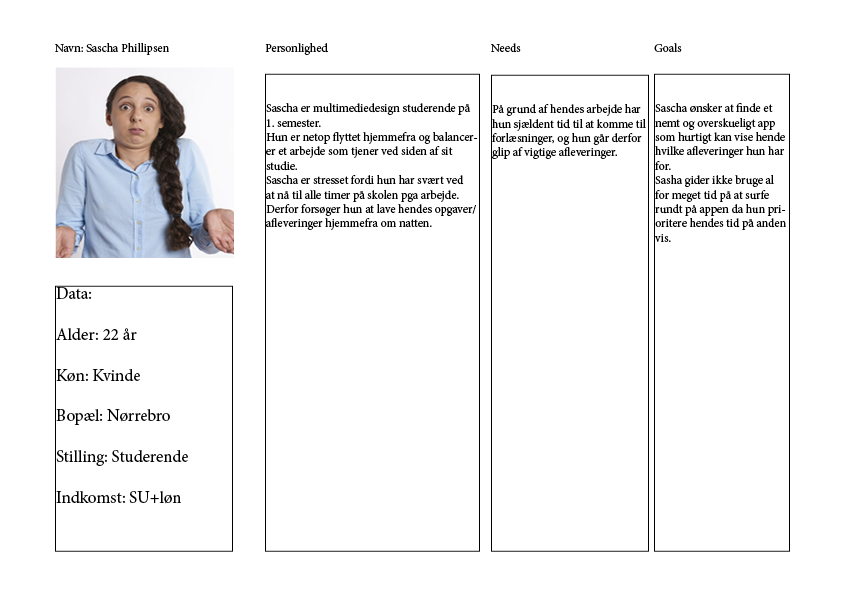 Navn: Sascha Phillipsen
Data:
Alder: 22 år
Køn: Kvinde
Bopæl: Nørrebro
Stilling: Studerende
Indkomst: SU+løn
Personlighed
Sascha er multimediedesign studerende på
1. semester.
Hun er netop flyttet hjemmefra og balancer-
er et arbejde som tjener ved siden af sit
studie.
Sascha er stresset fordi hun har svært ved
at nå til alle timer på skolen pga arbejde.
Derfor forsøger hun at lave hendes opgaver/
afleveringer hjemmefra om natten.
Needs
På grund af hendes arbejde har
hun sjældent tid til at komme til
forlæsninger, og hun går derfor
glip af vigtige afleveringer.
Goals
Sascha ønsker at finde et
nemt og overskueligt app
som hurtigt kan vise hende
hvilke afleveringer hun har
for.
Sasha gider ikke bruge al
for meget tid på at surfe
rundt på appen da hun pri-
oritere hendes tid på anden
vis.